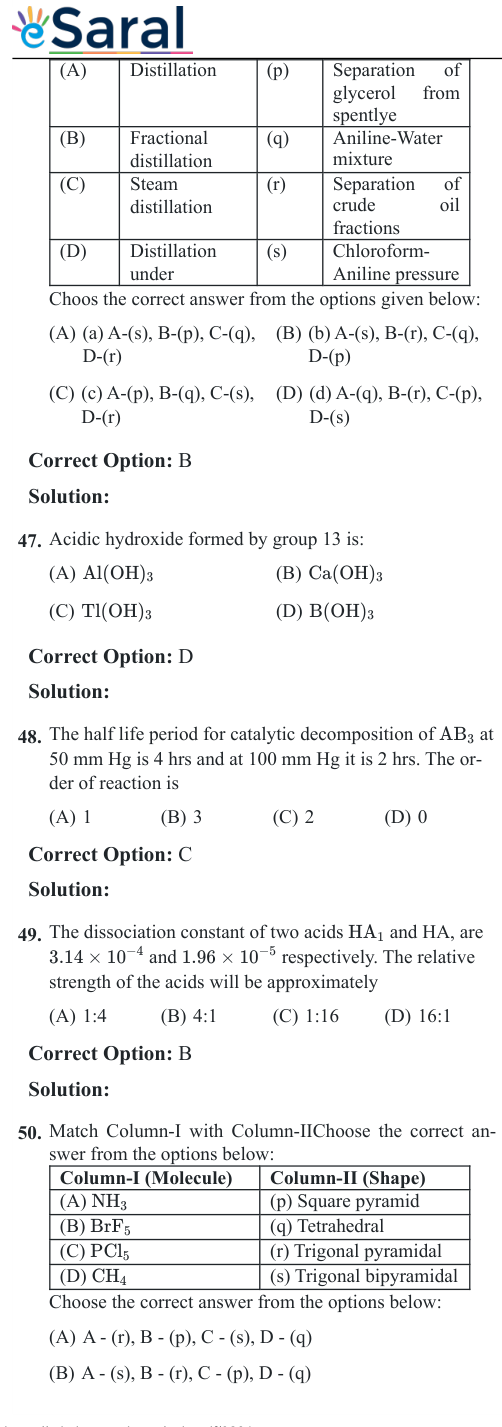 eSaral
(A) Distillation (p) Separation of
glycerol from
spentlye
(B) Fractional (q) Aniline-Water
distillation mixture
(C) Steam (r) Separation of
distillation crude oil
fractions
(D) Distillation (s) Chloroform-
under Aniline pressure
Choos the correct answer from the options given below:
(A) (a) A-(s), B-(p), C-(q), (B) (b) A-(s), B-(r), C-(q),
D-(r) D-(p)
(C) (c) A-(p), B-(q), C-(s), (D) (d) A-(q), B-(r), C-(p),
D-(r) D-(s)
Correct Option: B
Solution:
47. Acidic hydroxide formed by group 13 is:
(A) Al(OH)₃ (B) Ca(OH)₃
(C) Tl(OH)₃ (D) B(OH)₃
Correct Option: D
Solution:
48. The half life period for catalytic decomposition of AB₃ at
50 mm Hg is 4 hrs and at 100 mm Hg it is 2 hrs. The or-
der of reaction is
(A) 1 (B) 3 (C) 2 (D) 0
Correct Option: C
Solution:
49. The dissociation constant of two acids HA₁ and HA, are
3.14 × 10⁻⁴ and 1.96 × 10⁻⁵ respectively. The relative
strength of the acids will be approximately
(A) 1:4 (B) 4:1 (C) 1:16 (D) 16:1
Correct Option: B
Solution:
50. Match Column-I with Column-IIChoose the correct an-
swer from the options below:
Column-I (Molecule) Column-II (Shape)
(A) NH₃ (p) Square pyramid
(B) BrF₅ (q) Tetrahedral
(C) PCl₅ (r) Trigonal pyramidal
(D) CH₄ (s) Trigonal bipyramidal
Choose the correct answer from the options below:
(A) A - (r), B - (p), C - (s), D - (q)
(B) A - (s), B - (r), C - (p), D - (q)